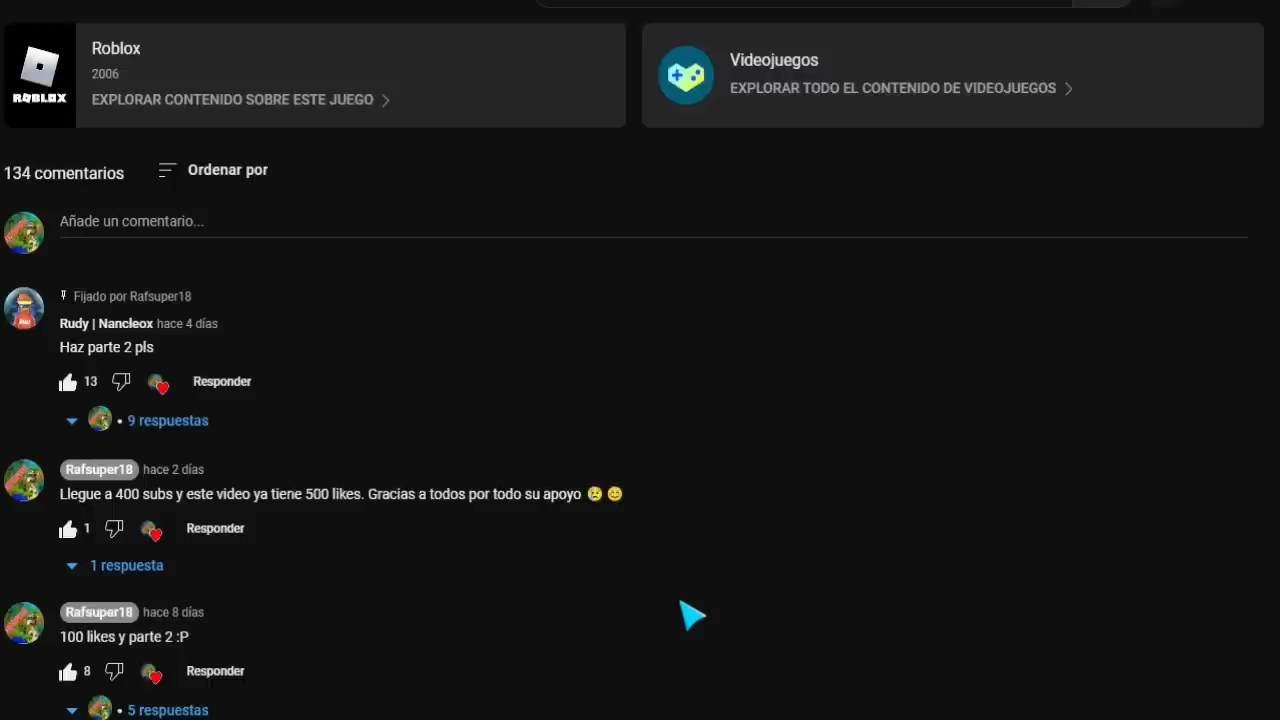 Roblox
2006
EXPLORAR CONTENIDO SOBRE ESTE JUEGO
ROBLOX
Videojuegos
EXPLORAR TODO EL CONTENIDO DE VIDEOJUEGOS
134 comentarios
Ordenar por
Añade un comentario...
Fijado por Rafsuper18
Rudy | Nancleox hace 4 días
Haz parte 2 pls
13 Responder
• 9 respuestas
Rafsuper18 hace 2 días
Llegue a 400 subs y este video ya tiene 500 likes. Gracias a todos por todo su apoyo 😢 😊
1 Responder
1 respuesta
Rafsuper18 hace 8 días
100 likes y parte 2 :P
8 Responder
• 5 respuestas